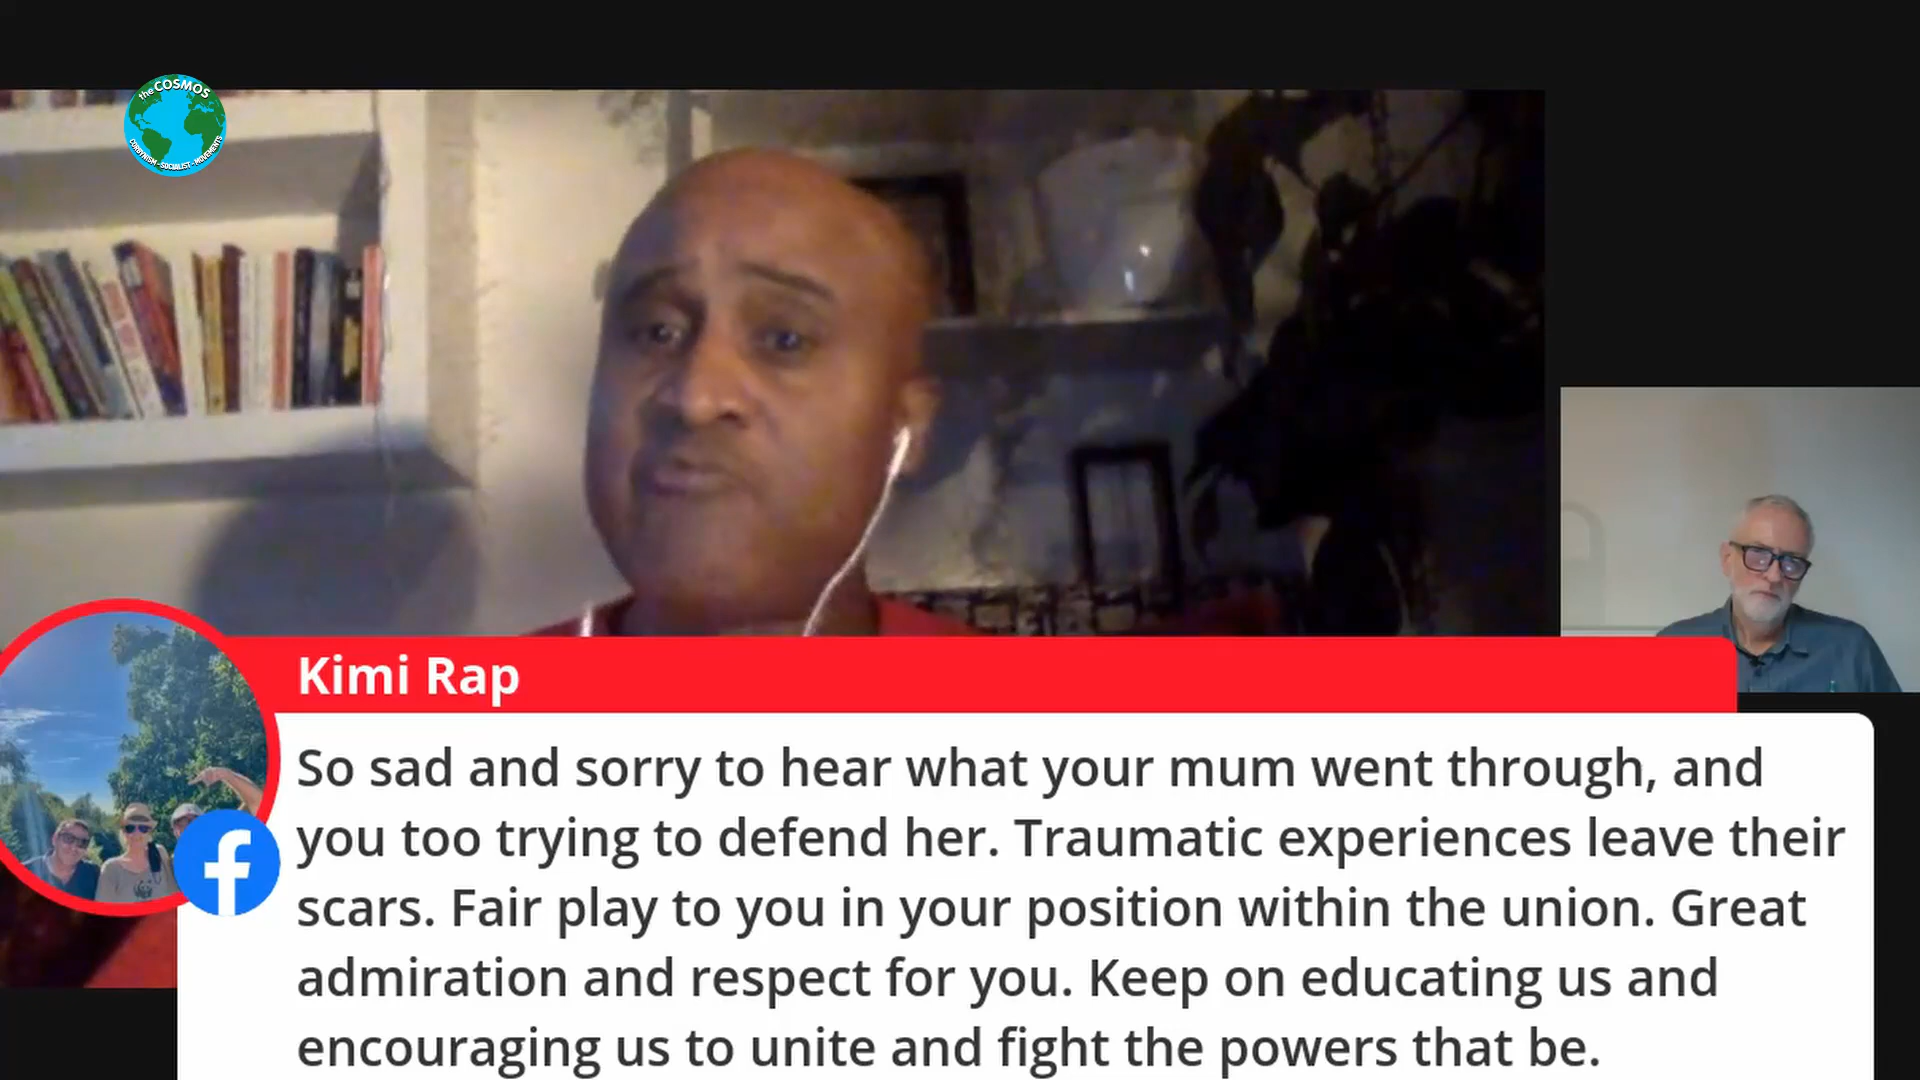 the COSMOS
CORBYNISM - SOCIALIST - MOVEMENTS
Kimi Rap
So sad and sorry to hear what your mum went through, and
you too trying to defend her. Traumatic experiences leave their
scars. Fair play to you in your position within the union. Great
admiration and respect for you. Keep on educating us and
encouraging us to unite and fight the powers that be.